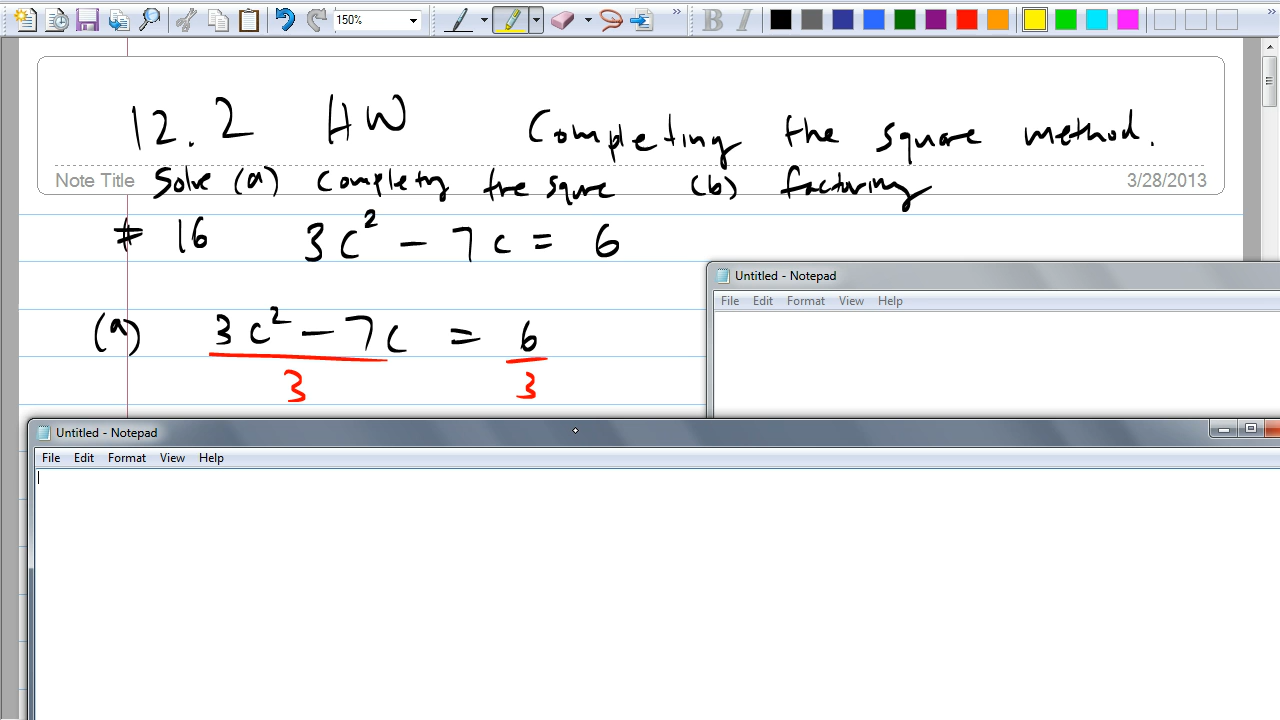 150%
B I
12.2 HW Completing the square method.
Note Title Solve (a) completing the square (b) factoring 3/28/2013
# 16 3c² - 7c = 6
Untitled - Notepad
File Edit Format View Help
(a) 3c² - 7c = 6
3 3
Untitled - Notepad
File Edit Format View Help